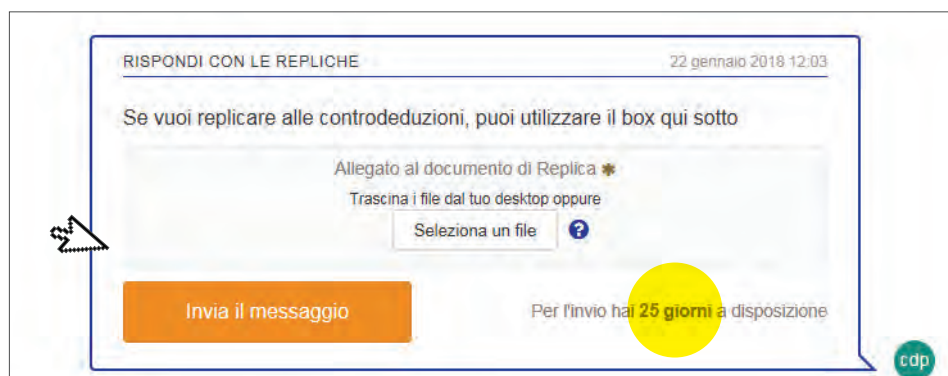 RISPONDI CON LE REPLICHE 22 gennaio 2018 12:03
Se vuoi replicare alle controdeduzioni, puoi utilizzare il box qui sotto
Allegato al documento di Replica *
Trascina i file dal tuo desktop oppure
Seleziona un file ?
Invia il messaggio Per l'invio hai 25 giorni a disposizione
cdp